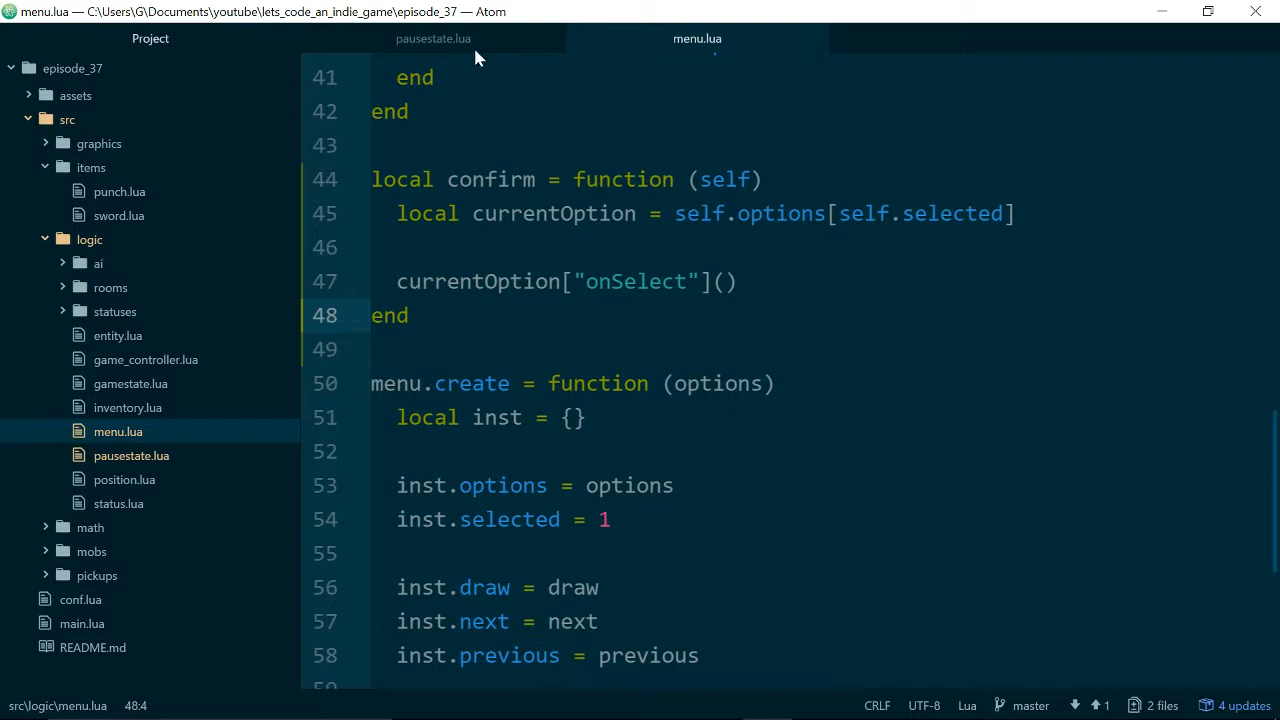 menu.lua — C:\Users\G\Documents\youtube\lets_code_an_indie_game\episode_37 — Atom
Project
pausestate.lua
menu.lua
episode_37
assets
src
graphics
items
punch.lua
sword.lua
logic
ai
rooms
statuses
entity.lua
game_controller.lua
gamestate.lua
inventory.lua
menu.lua
pausestate.lua
position.lua
status.lua
math
mobs
pickups
conf.lua
main.lua
README.md
41 end
42 end
43
44 local confirm = function (self)
45 local currentOption = self.options[self.selected]
46
47 currentOption["onSelect"]()
48 end
49
50 menu.create = function (options)
51 local inst = {}
52
53 inst.options = options
54 inst.selected = 1
55
56 inst.draw = draw
57 inst.next = next
58 inst.previous = previous
59
src\logic\menu.lua 48:4 CRLF UTF-8 Lua master 1 2 files 4 updates